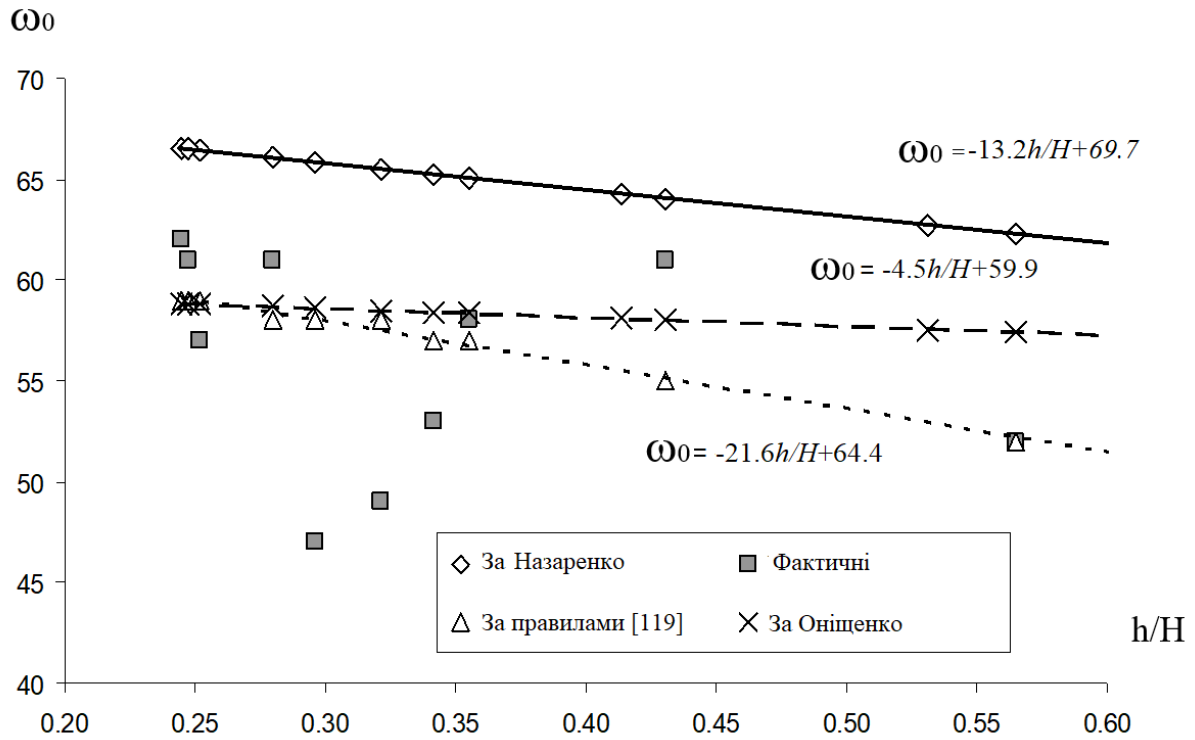 ω0
70
65
60
55
50
45
40
0.20 0.25 0.30 0.35 0.40 0.45 0.50 0.55 0.60
h/H
ω0 =-13.2h/H+69.7
ω0 = -4.5h/H+59.9
ω0 = -21.6h/H+64.4
За Назаренко
Фактичні
За правилами [119]
За Оніщенко